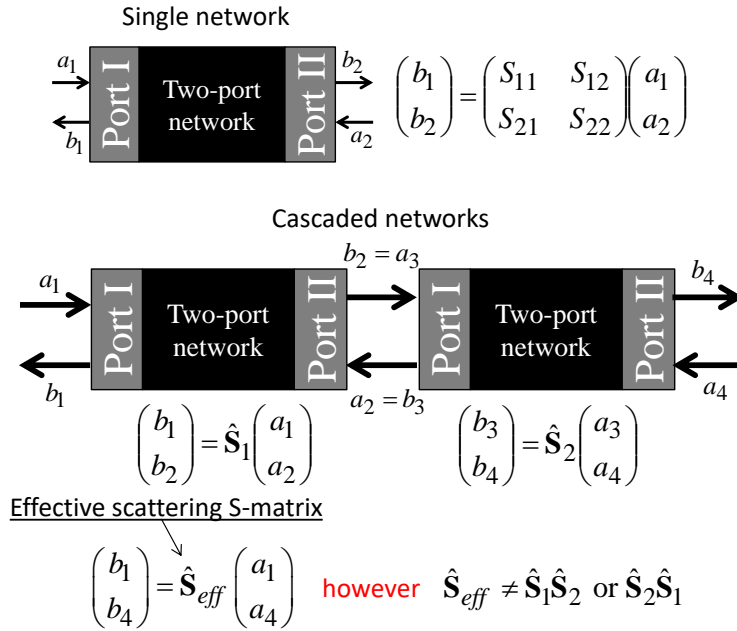 Single network
a₁
b₁
Port I
Two-port
network
Port II
b₂
a₂
(b₁ b₂) = (S₁₁ S₁₂ S₂₁ S₂₂)(a₁ a₂)
Cascaded networks
b₂ = a₃
a₁
b₁
Port I
Two-port
network
Port II
a₂ = b₃
Port I
Two-port
network
Port II
b₄
a₄
(b₁ b₂) = Ŝ₁ (a₁ a₂)
(b₃ b₄) = Ŝ₂ (a₃ a₄)
Effective scattering S-matrix
(b₁ b₄) = Ŝeff (a₁ a₄) however Ŝeff ≠ Ŝ₁Ŝ₂ or Ŝ₂Ŝ₁